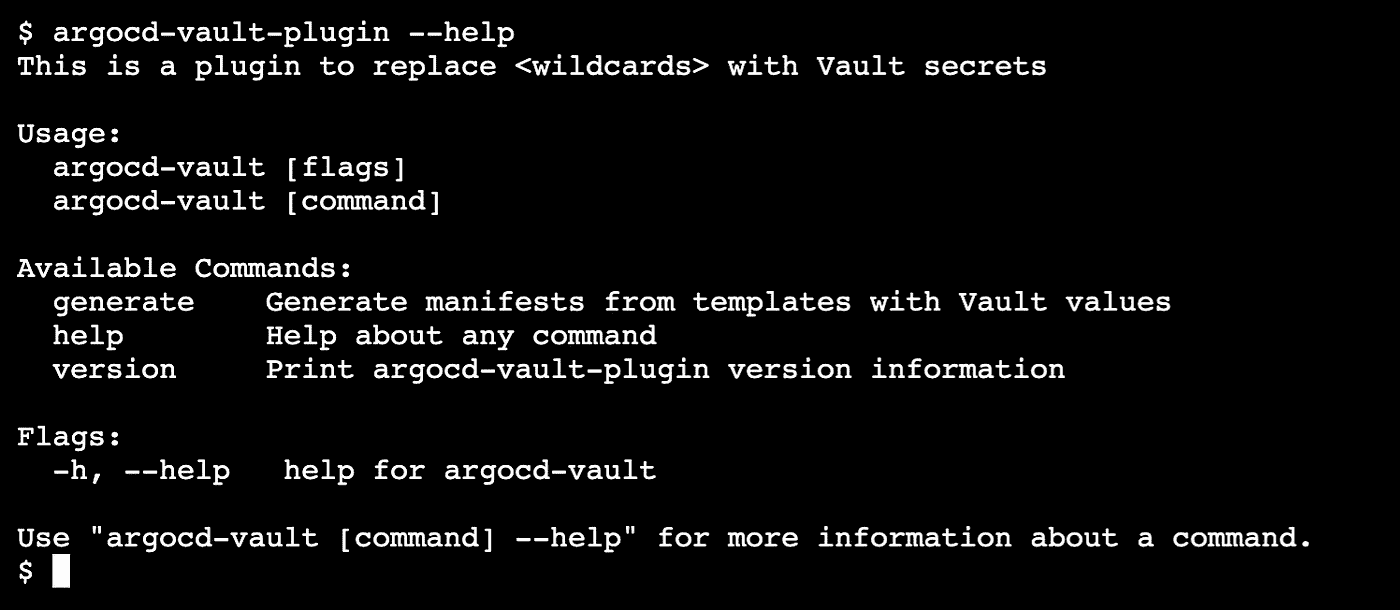 $ argocd-vault-plugin --help
This is a plugin to replace <wildcards> with Vault secrets
Usage:
argocd-vault [flags]
argocd-vault [command]
Available Commands:
generate    Generate manifests from templates with Vault values
help        Help about any command
version     Print argocd-vault-plugin version information
Flags:
-h, --help   help for argocd-vault
Use "argocd-vault [command] --help" for more information about a command.
$